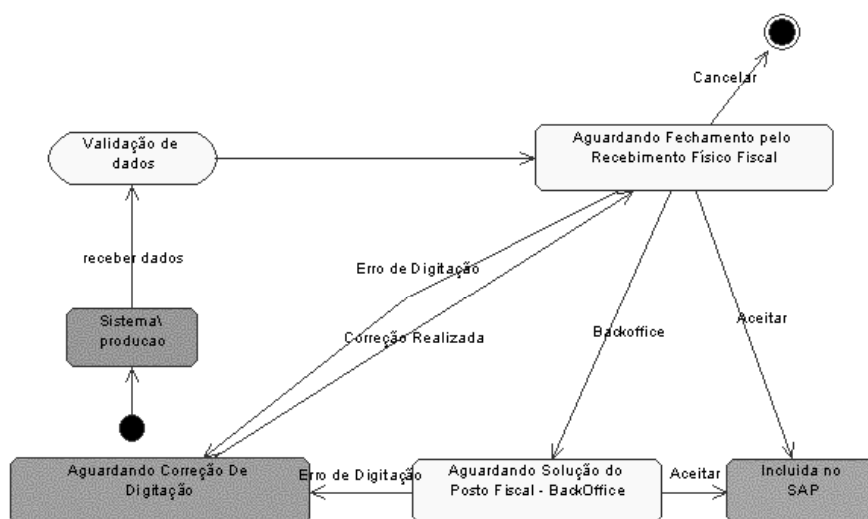 Cancelar
Validação de
dados
Aguardando Fechamento pelo
Recebimento Físico Fiscal
receber dados
Erro de Digitação
Sistema\
producao
Correção Realizada
Backoffice
Aceitar
Aguardando Correção De
Digitação
Erro de Digitação
Aguardando Solução do
Posto Fiscal - BackOffice
Aceitar
Incluida no
SAP